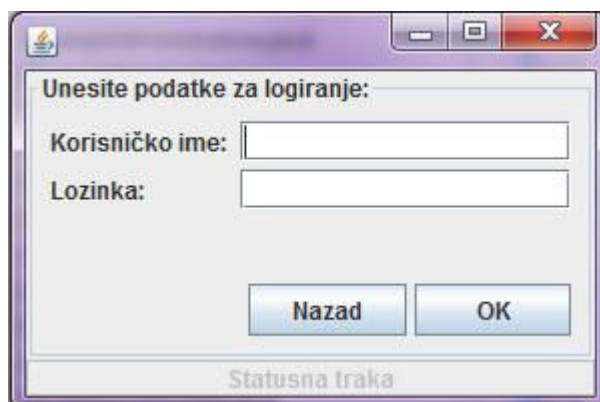 Unesite podatke za logiranje:
Korisničko ime:
Lozinka:
Nazad OK
Statusna traka